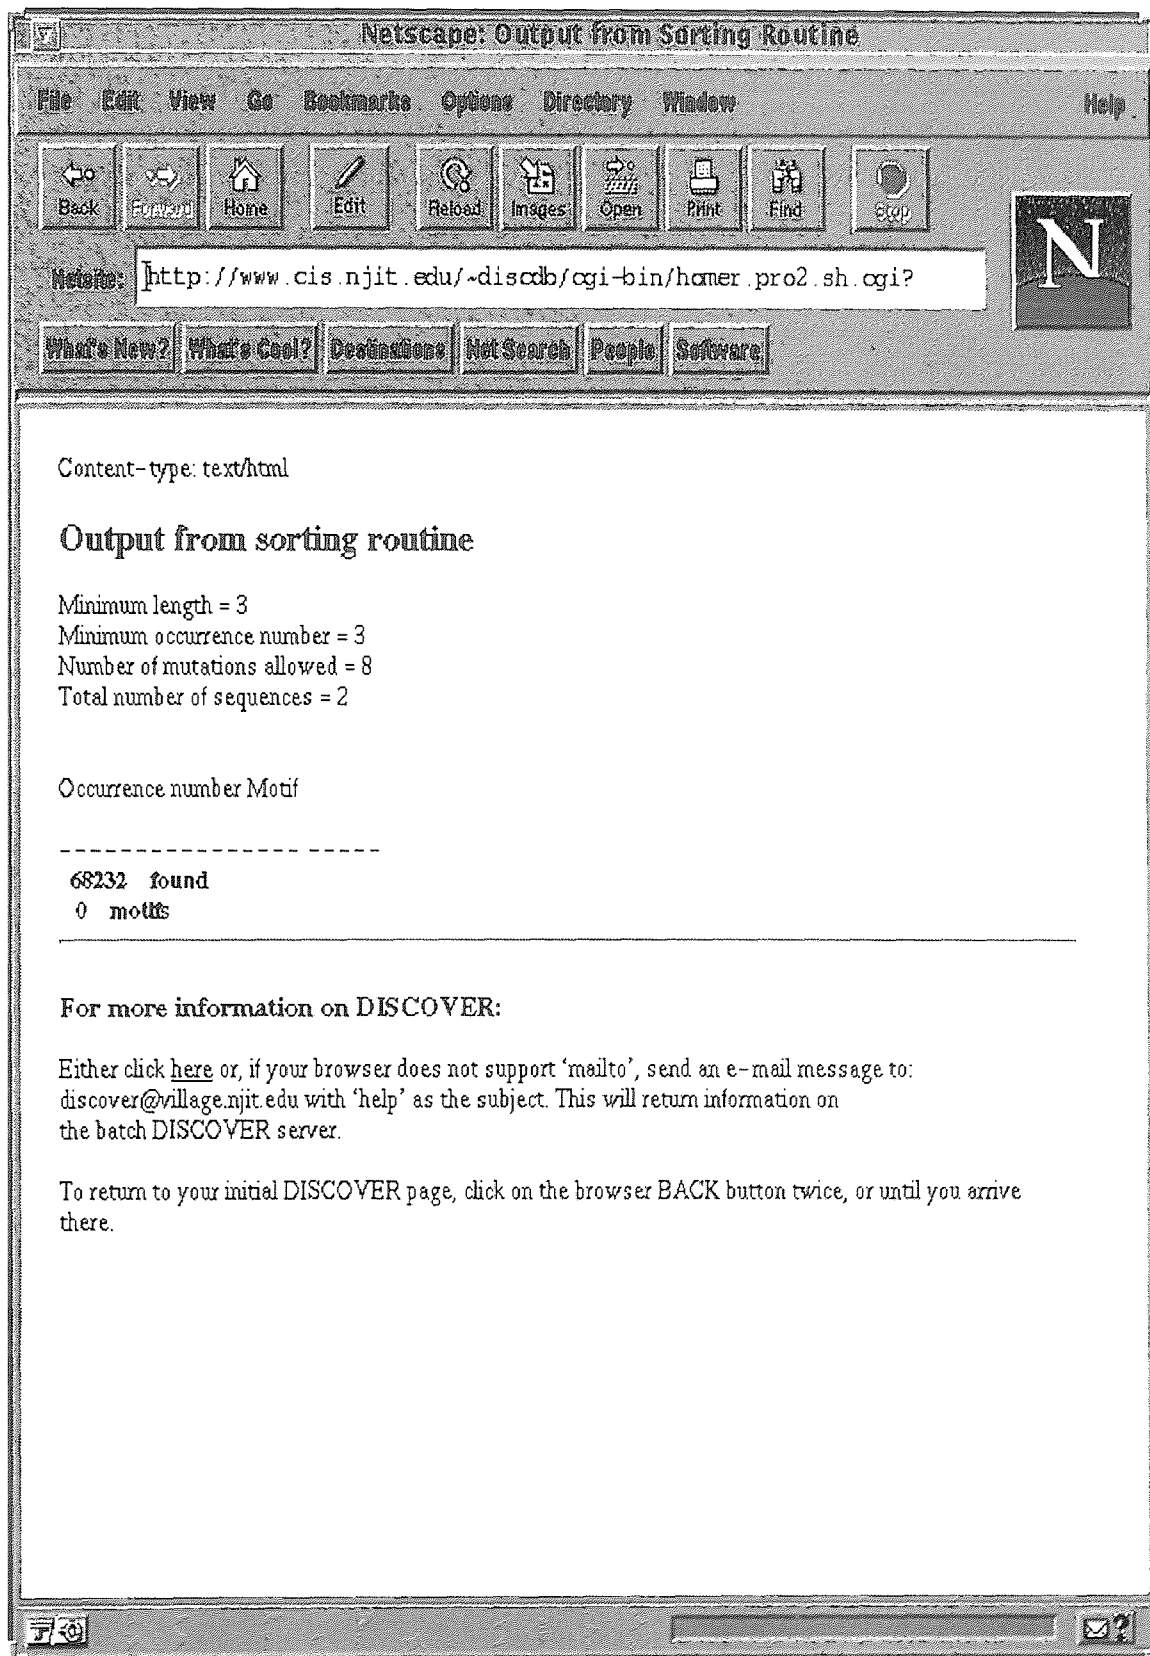 Netscape: Output from Sorting Routine
File Edit View Go Bookmarks Options Directory Window Help
Back Forward Home Edit Reload Images Open Print Find Stop
N
Netsite: http://www.cis.njit.edu/~discdb/cgi-bin/homer.pro2.sh.cgi?
What's New? What's Cool? Destinations Net Search People Software
Content-type: text/html
Output from sorting routine
Minimum length = 3
Minimum occurrence number = 3
Number of mutations allowed = 8
Total number of sequences = 2
Occurrence number Motif
---------------- -----
68232 found
0 motifs
For more information on DISCOVER:
Either click here or, if your browser does not support 'mailto', send an e-mail message to:
discover@village.njit.edu with 'help' as the subject. This will return information on
the batch DISCOVER server.
To return to your initial DISCOVER page, click on the browser BACK button twice, or until you arrive
there.